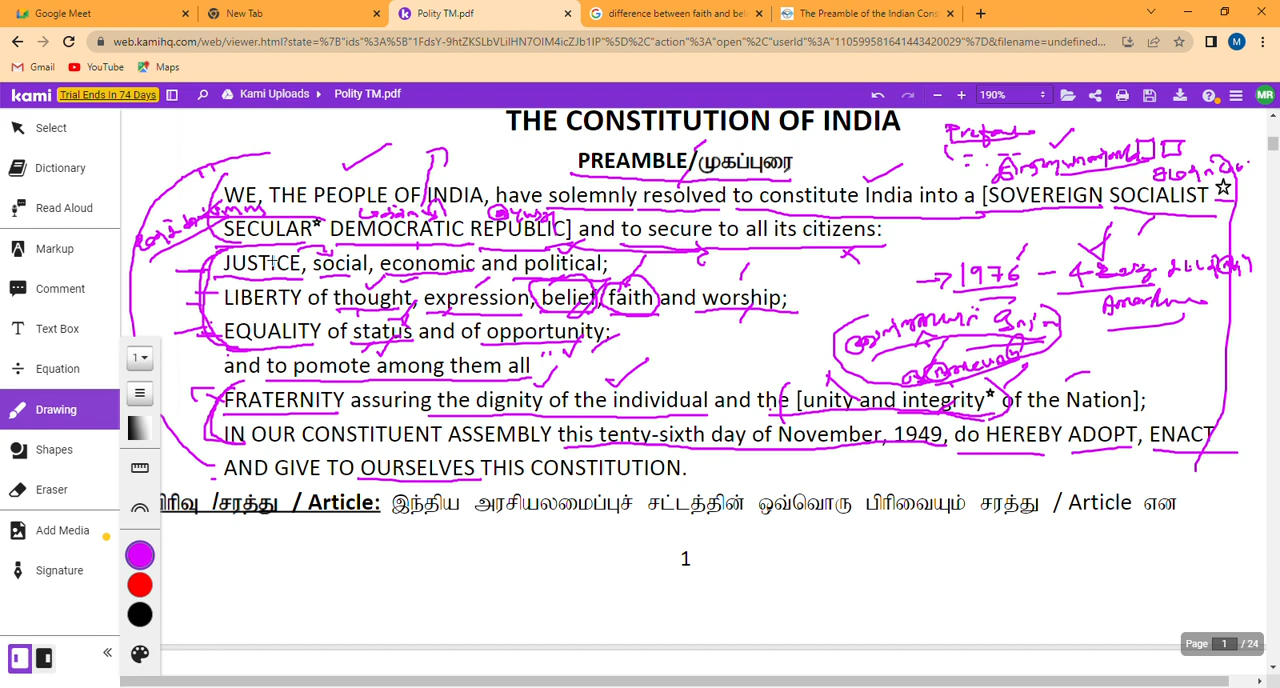 Google Meet
New Tab
Polity TM.pdf
difference between faith and bel
The Preamble of the Indian Cons
web.kamihq.com/web/viewer.html?state=%7B"ids"%3A%5B"1FdsY-9htZKSLbVLiIHN7OIM4icZJb1IP"%5D%2C"action"%3A"open"%2C"userId"%3A"110599581641443420029"%7D&filename=undefined...
M
Gmail
YouTube
Maps
kami
Trial Ends In 74 Days
Kami Uploads
Polity TM.pdf
190%
MR
Select
Dictionary
Read Aloud
Markup
Comment
Text Box
Equation
Drawing
Shapes
Eraser
Add Media
Signature
1
THE CONSTITUTION OF INDIA
PREAMBLE/முகப்புரை
WE, THE PEOPLE OF INDIA, have solemnly resolved to constitute India into a [SOVEREIGN SOCIALIST
SECULAR* DEMOCRATIC REPUBLIC] and to secure to all its citizens:
JUSTICE, social, economic and political;
LIBERTY of thought, expression, belief, faith and worship;
→ 1976 -
EQUALITY of status and of opportunity;
and to pomote among them all
FRATERNITY assuring the dignity of the individual and the [unity and integrity* of the Nation];
IN OUR CONSTITUENT ASSEMBLY this tenty-sixth day of November, 1949, do HEREBY ADOPT, ENACT
AND GIVE TO OURSELVES THIS CONSTITUTION.
பிரிவு /சரத்து / Article: இந்திய அரசியலமைப்புச் சட்டத்தின் ஒவ்வொரு பிரிவையும் சரத்து / Article என
1
Page 1 / 24